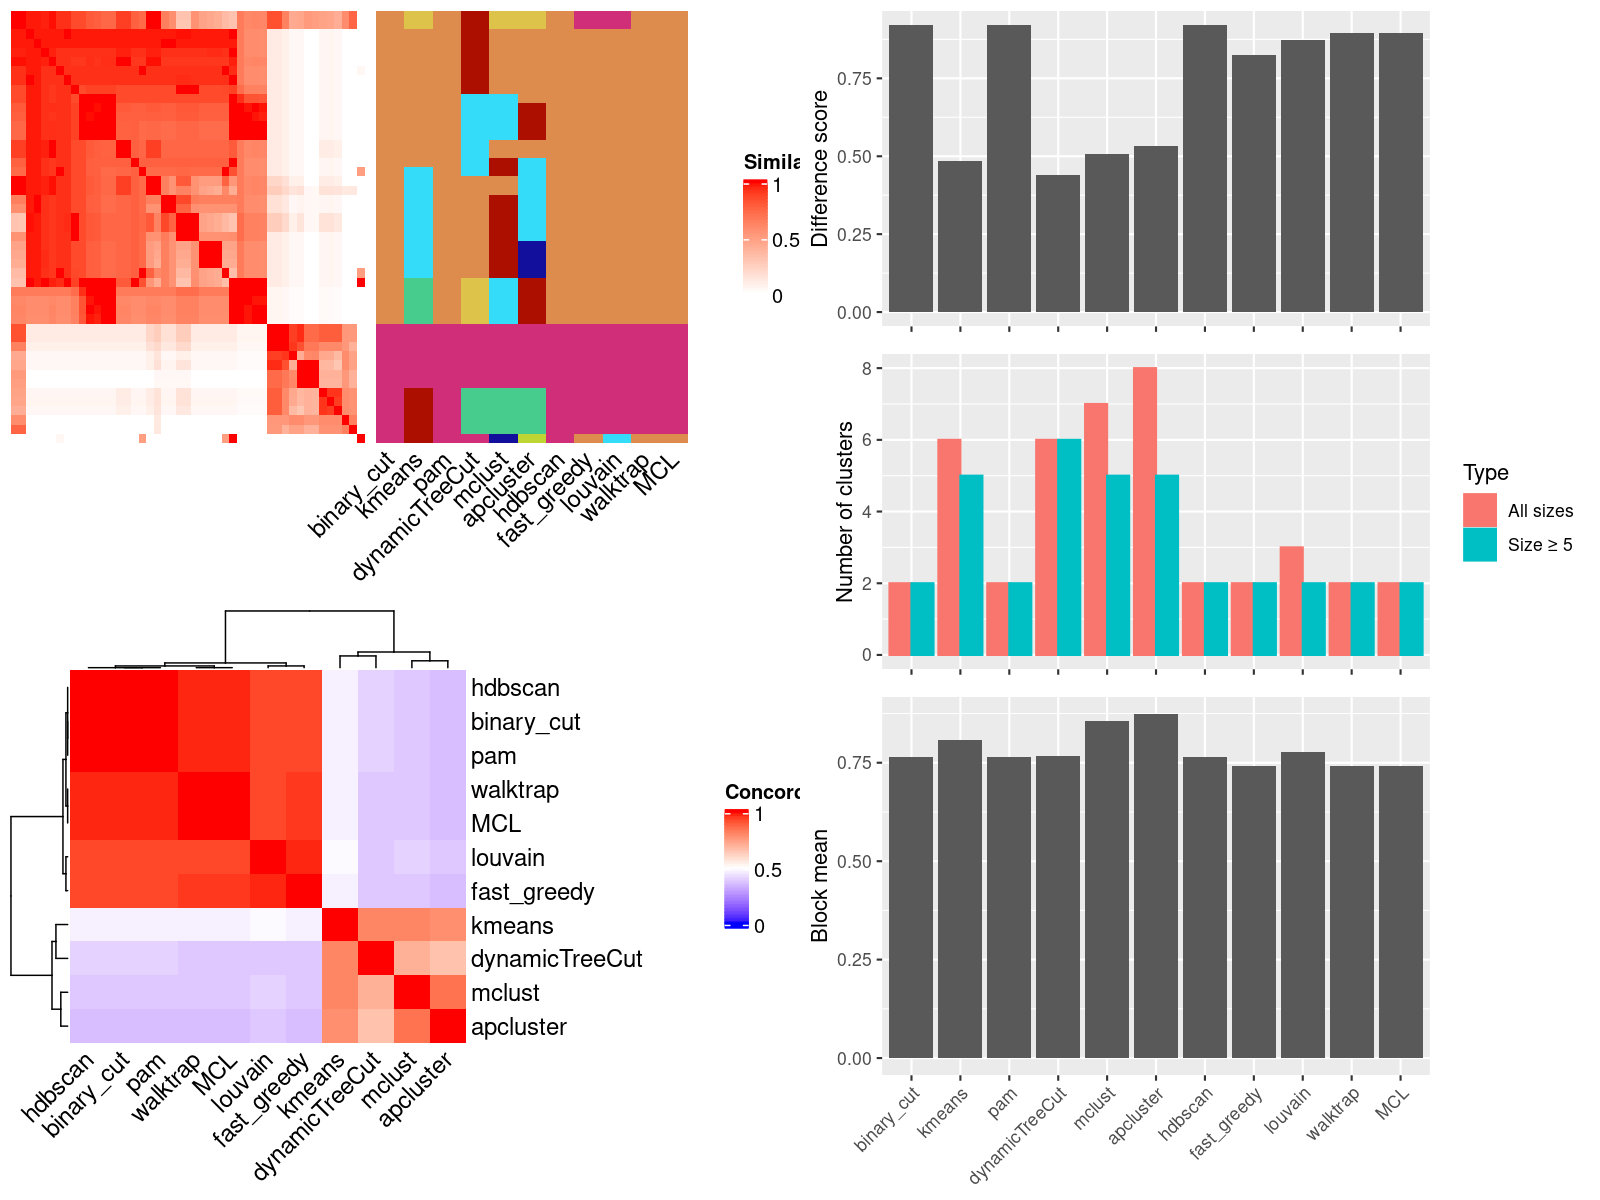 Simila
1
0.5
0
binary_cut
kmeans
pam
dynamicTreeCut
mclust
apcluster
hdbscan
fast_greedy
louvain
walktrap
MCL
hdbscan
binary_cut
pam
walktrap
MCL
louvain
fast_greedy
kmeans
dynamicTreeCut
mclust
apcluster
Concord
1
0.5
0
hdbscan
binary_cut
pam
walktrap
MCL
louvain
fast_greedy
kmeans
dynamicTreeCut
mclust
apcluster
Difference score
0.75
0.50
0.25
0.00
Number of clusters
8
6
4
2
0
Type
All sizes
Size ≥ 5
Block mean
0.75
0.50
0.25
0.00
binary_cut
kmeans
pam
dynamicTreeCut
mclust
apcluster
hdbscan
fast_greedy
louvain
walktrap
MCL